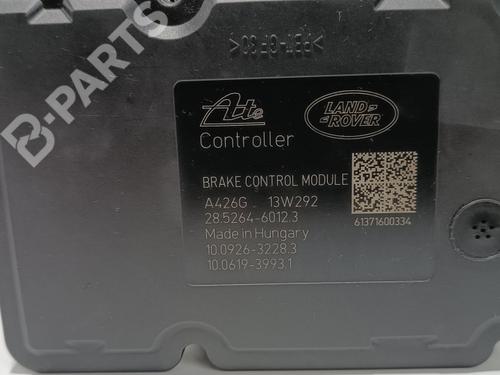 >PBT-GF30<
B-PARTS
Ate
LAND ROVER
Controller
BRAKE CONTROL MODULE
A426G 13W292
28.5264-6012.3
61371600334
Made in Hungary
10.0926-3228.3
10.0619-3993.1